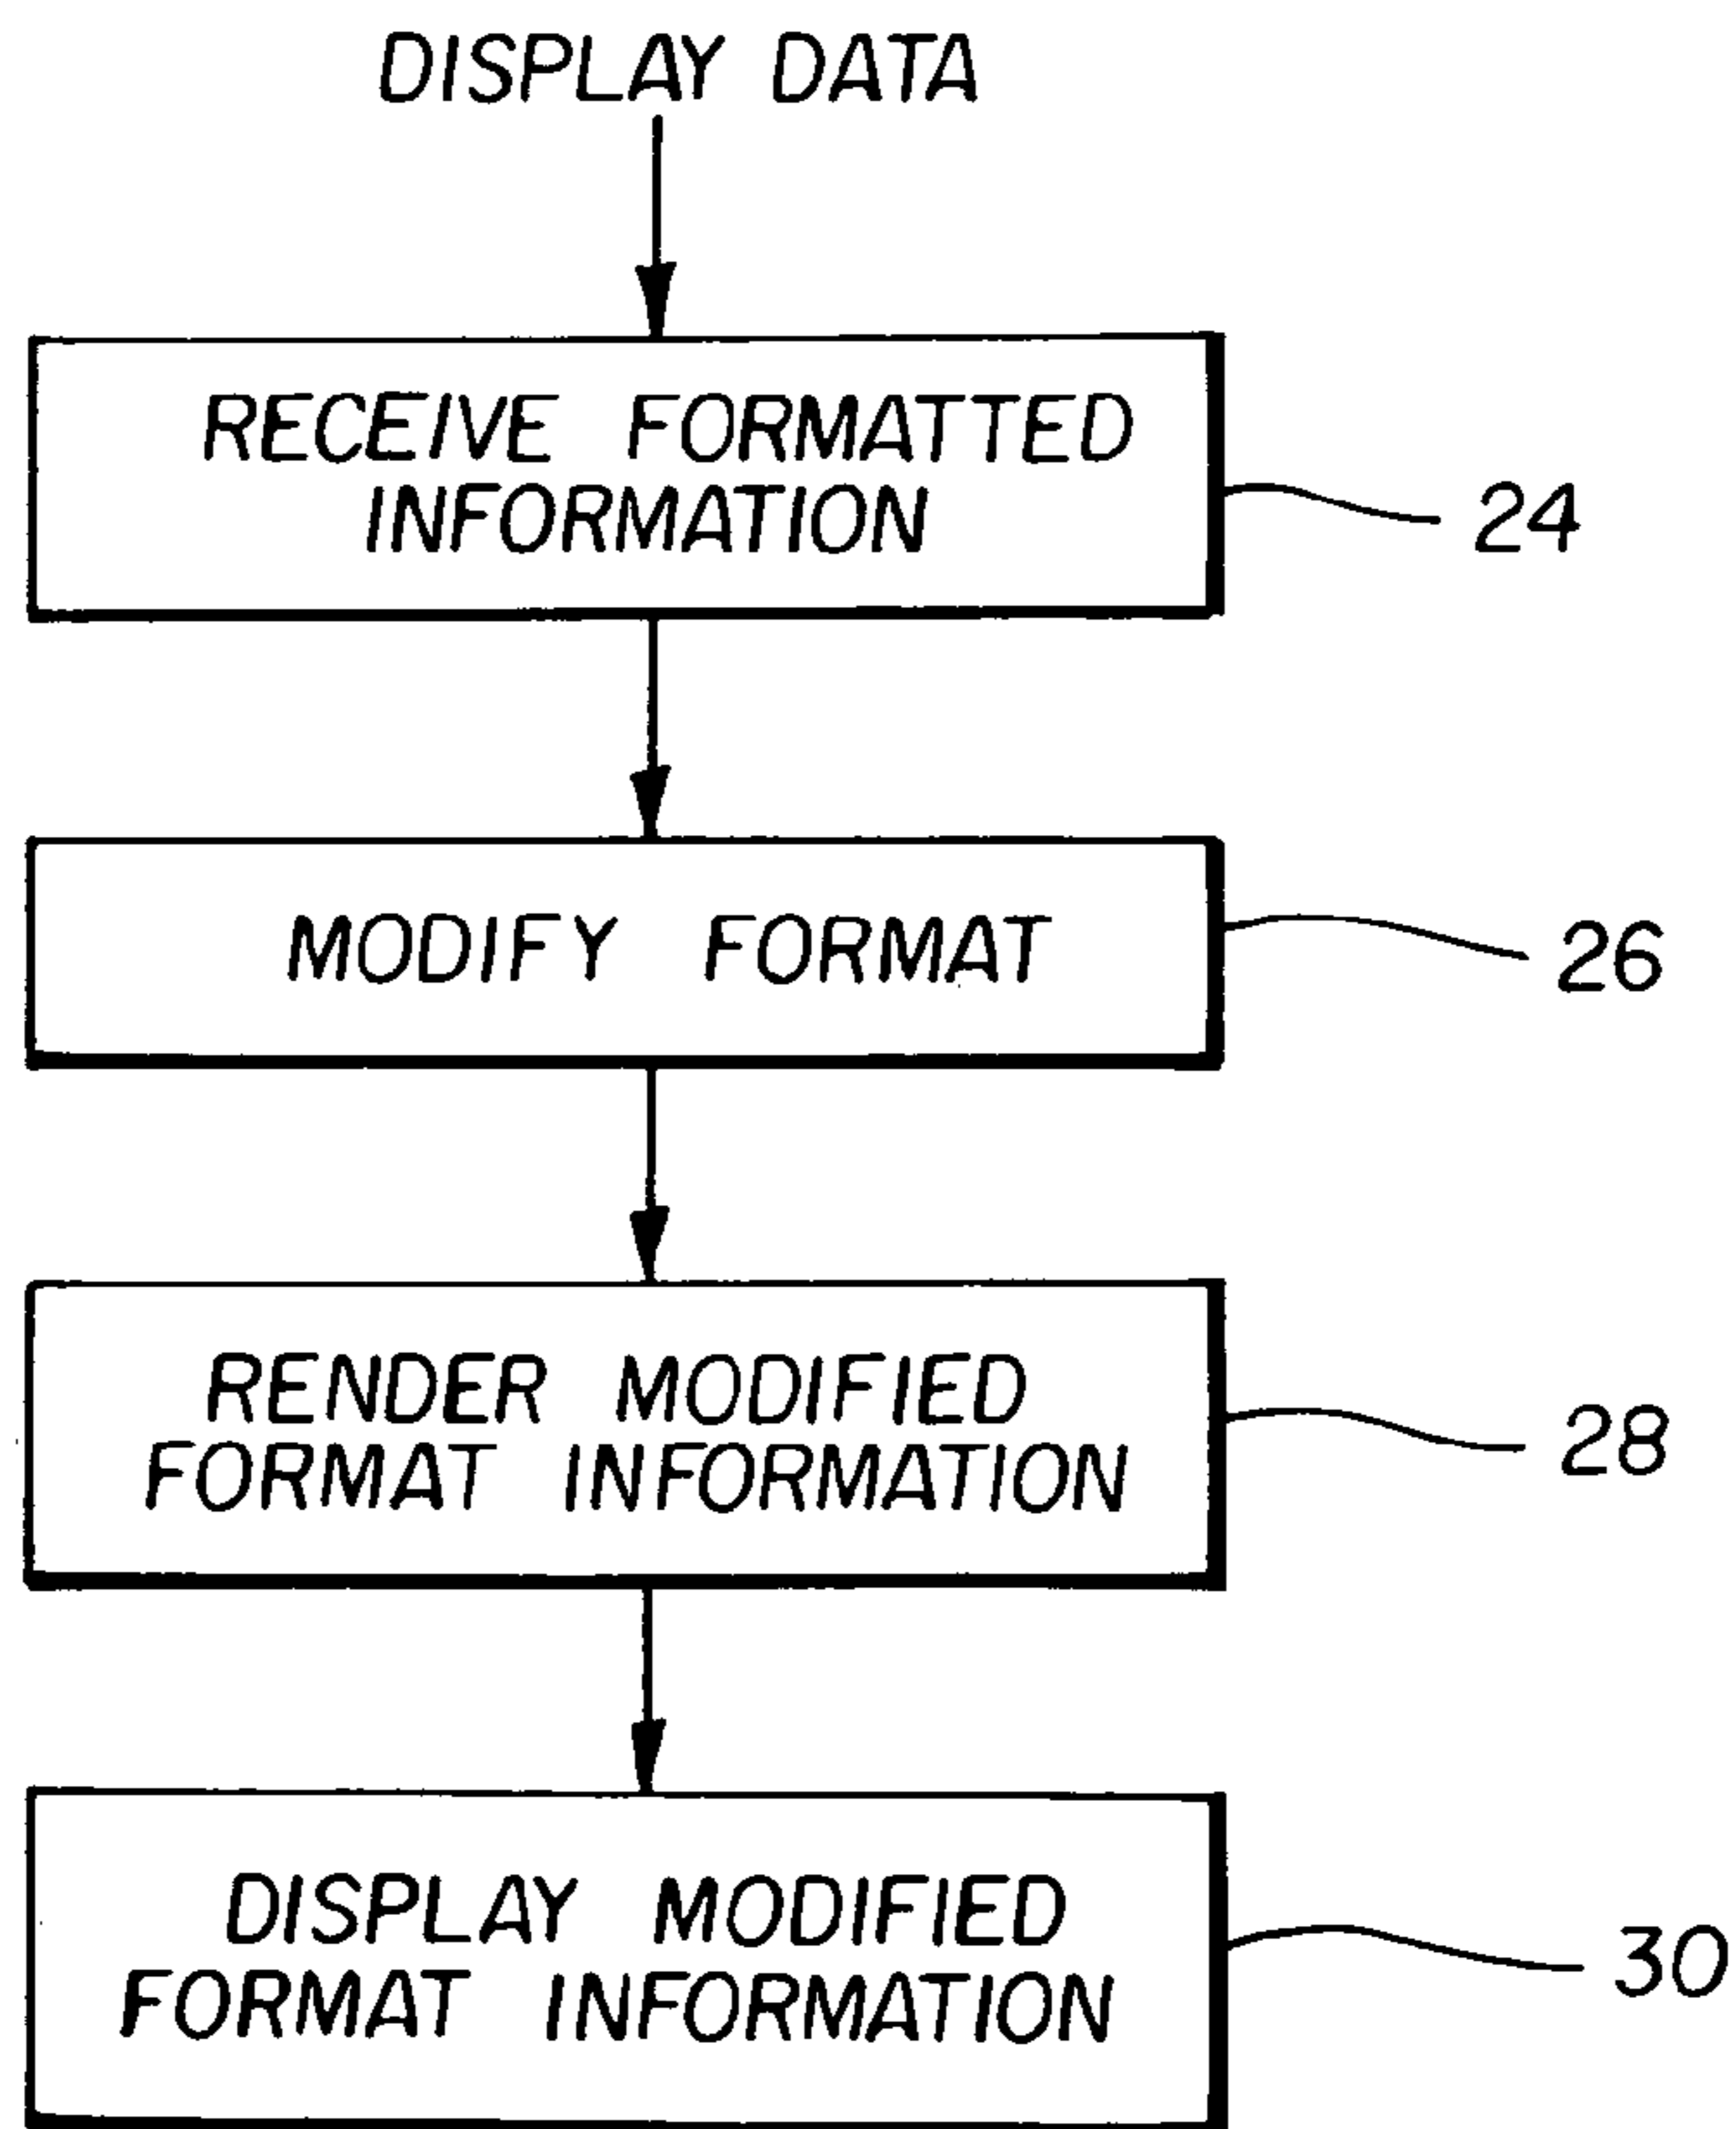 DISPLAY DATA
RECEIVE FORMATTED
INFORMATION
24
MODIFY FORMAT
26
RENDER MODIFIED
FORMAT INFORMATION
28
DISPLAY MODIFIED
FORMAT INFORMATION
30